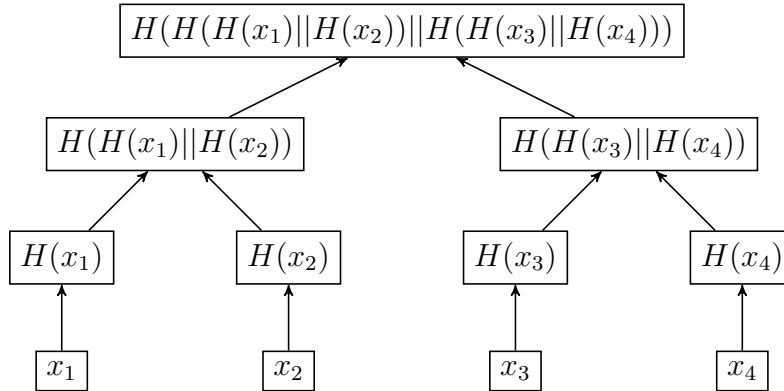 H(H(H(x₁)||H(x₂))||H(H(x₃)||H(x₄)))
H(H(x₁)||H(x₂)) H(H(x₃)||H(x₄))
H(x₁) H(x₂) H(x₃) H(x₄)
x₁ x₂ x₃ x₄